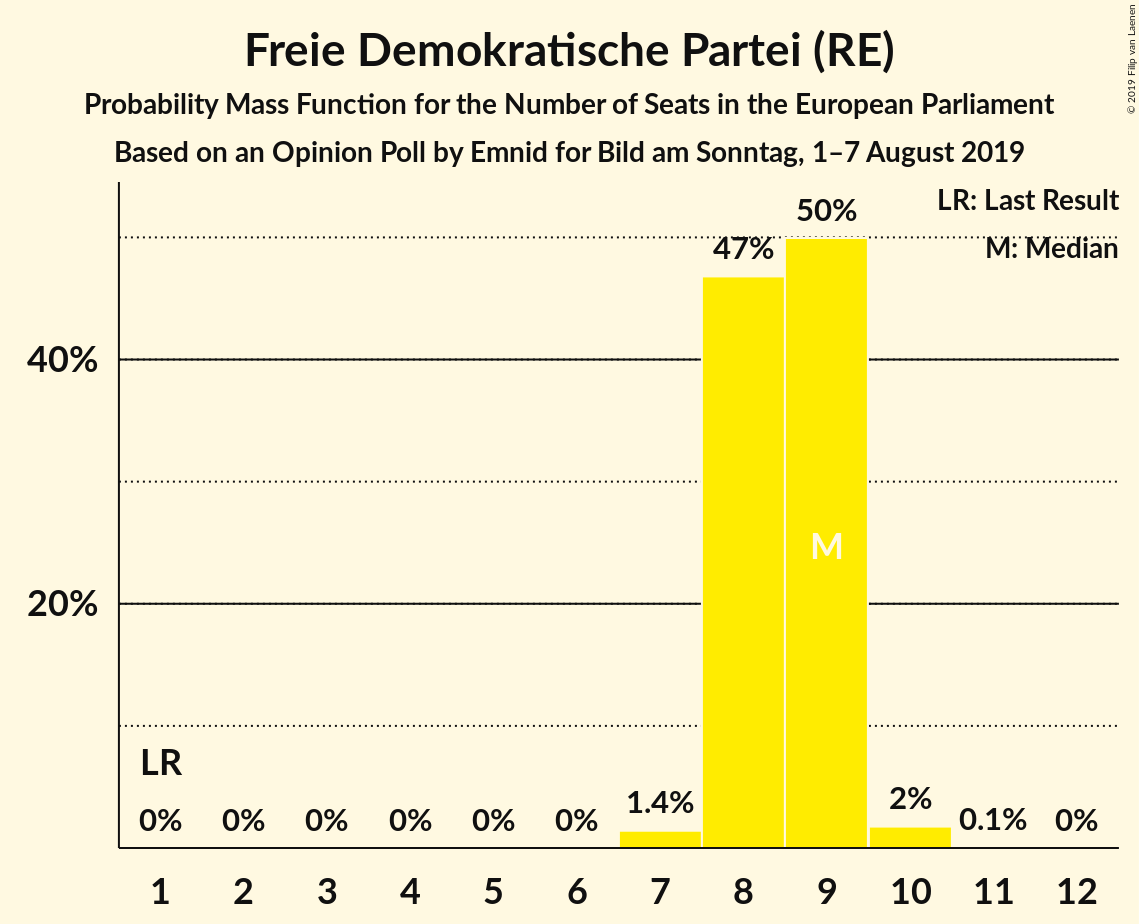 Freie Demokratische Partei (RE)
Probability Mass Function for the Number of Seats in the European Parliament
Based on an Opinion Poll by Emnid for Bild am Sonntag, 1–7 August 2019
© 2019 Filip van Laenen
LR: Last Result
M: Median
50%
47%
40%
M
20%
LR
0% 0% 0% 0% 0% 0% 1.4% 2% 0.1% 0%
1 2 3 4 5 6 7 8 9 10 11 12